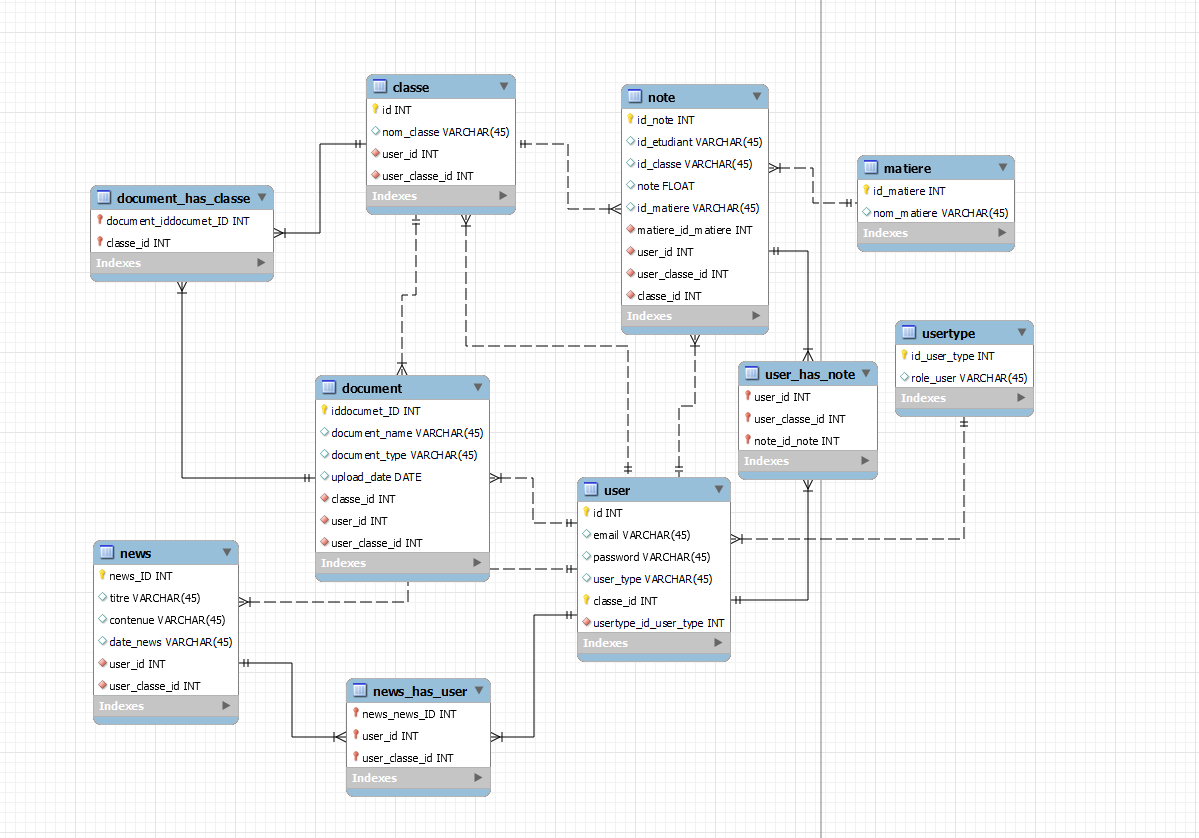 classe
id INT
nom_classe VARCHAR(45)
user_id INT
user_classe_id INT
Indexes
note
id_note INT
id_etudiant VARCHAR(45)
id_classe VARCHAR(45)
note FLOAT
id_matiere VARCHAR(45)
matiere_id_matiere INT
user_id INT
user_classe_id INT
classe_id INT
Indexes
matiere
id_matiere INT
nom_matiere VARCHAR(45)
Indexes
document_has_classe
document_iddocumet_ID INT
classe_id INT
Indexes
usertype
id_user_type INT
role_user VARCHAR(45)
Indexes
user_has_note
user_id INT
user_classe_id INT
note_id_note INT
Indexes
document
iddocumet_ID INT
document_name VARCHAR(45)
document_type VARCHAR(45)
upload_date DATE
classe_id INT
user_id INT
user_classe_id INT
Indexes
user
id INT
email VARCHAR(45)
password VARCHAR(45)
user_type VARCHAR(45)
classe_id INT
usertype_id_user_type INT
Indexes
news
news_ID INT
titre VARCHAR(45)
contenue VARCHAR(45)
date_news VARCHAR(45)
user_id INT
user_classe_id INT
Indexes
news_has_user
news_news_ID INT
user_id INT
user_classe_id INT
Indexes